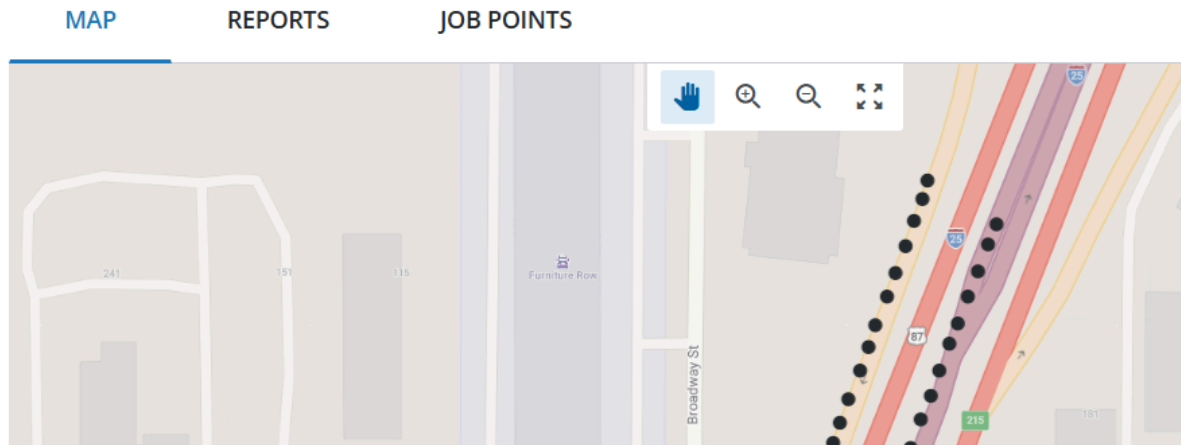 MAP REPORTS JOB POINTS
25
25
241
151
115
Furniture Row
87
Broadway St
215
181